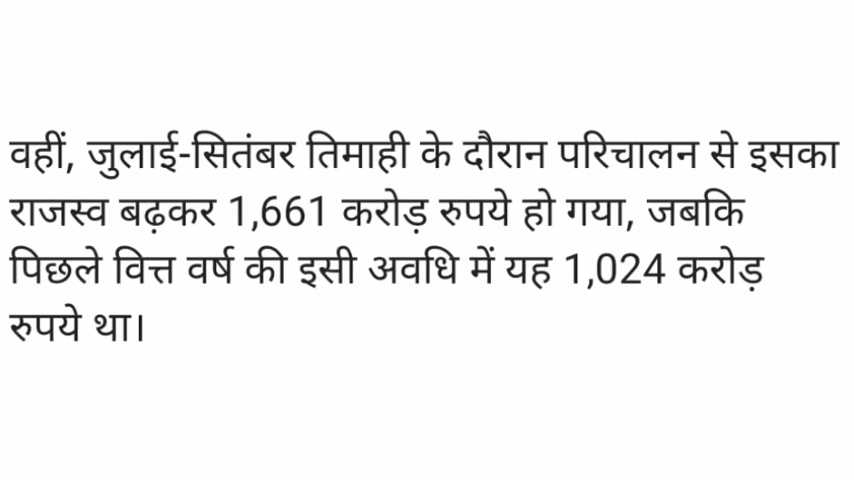 वहीं, जुलाई-सितंबर तिमाही के दौरान परिचालन से इसका
राजस्व बढ़कर 1,661 करोड़ रुपये हो गया, जबकि
पिछले वित्त वर्ष की इसी अवधि में यह 1,024 करोड़
रुपये था।